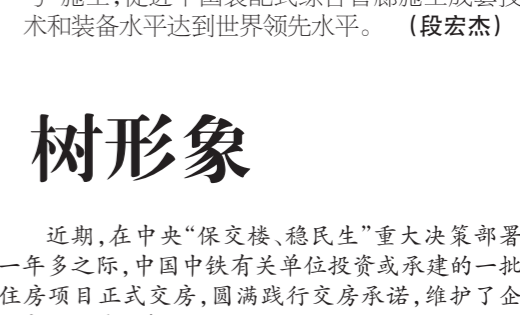 施工,促进中国装配式综合管廊施工成套技
术和装备水平达到世界领先水平。 （段宏杰）
树形象
近期,在中央“保交楼、稳民生”重大决策部署
一年多之际,中国中铁有关单位投资或承建的一批
住房项目正式交房,圆满践行交房承诺,维护了企